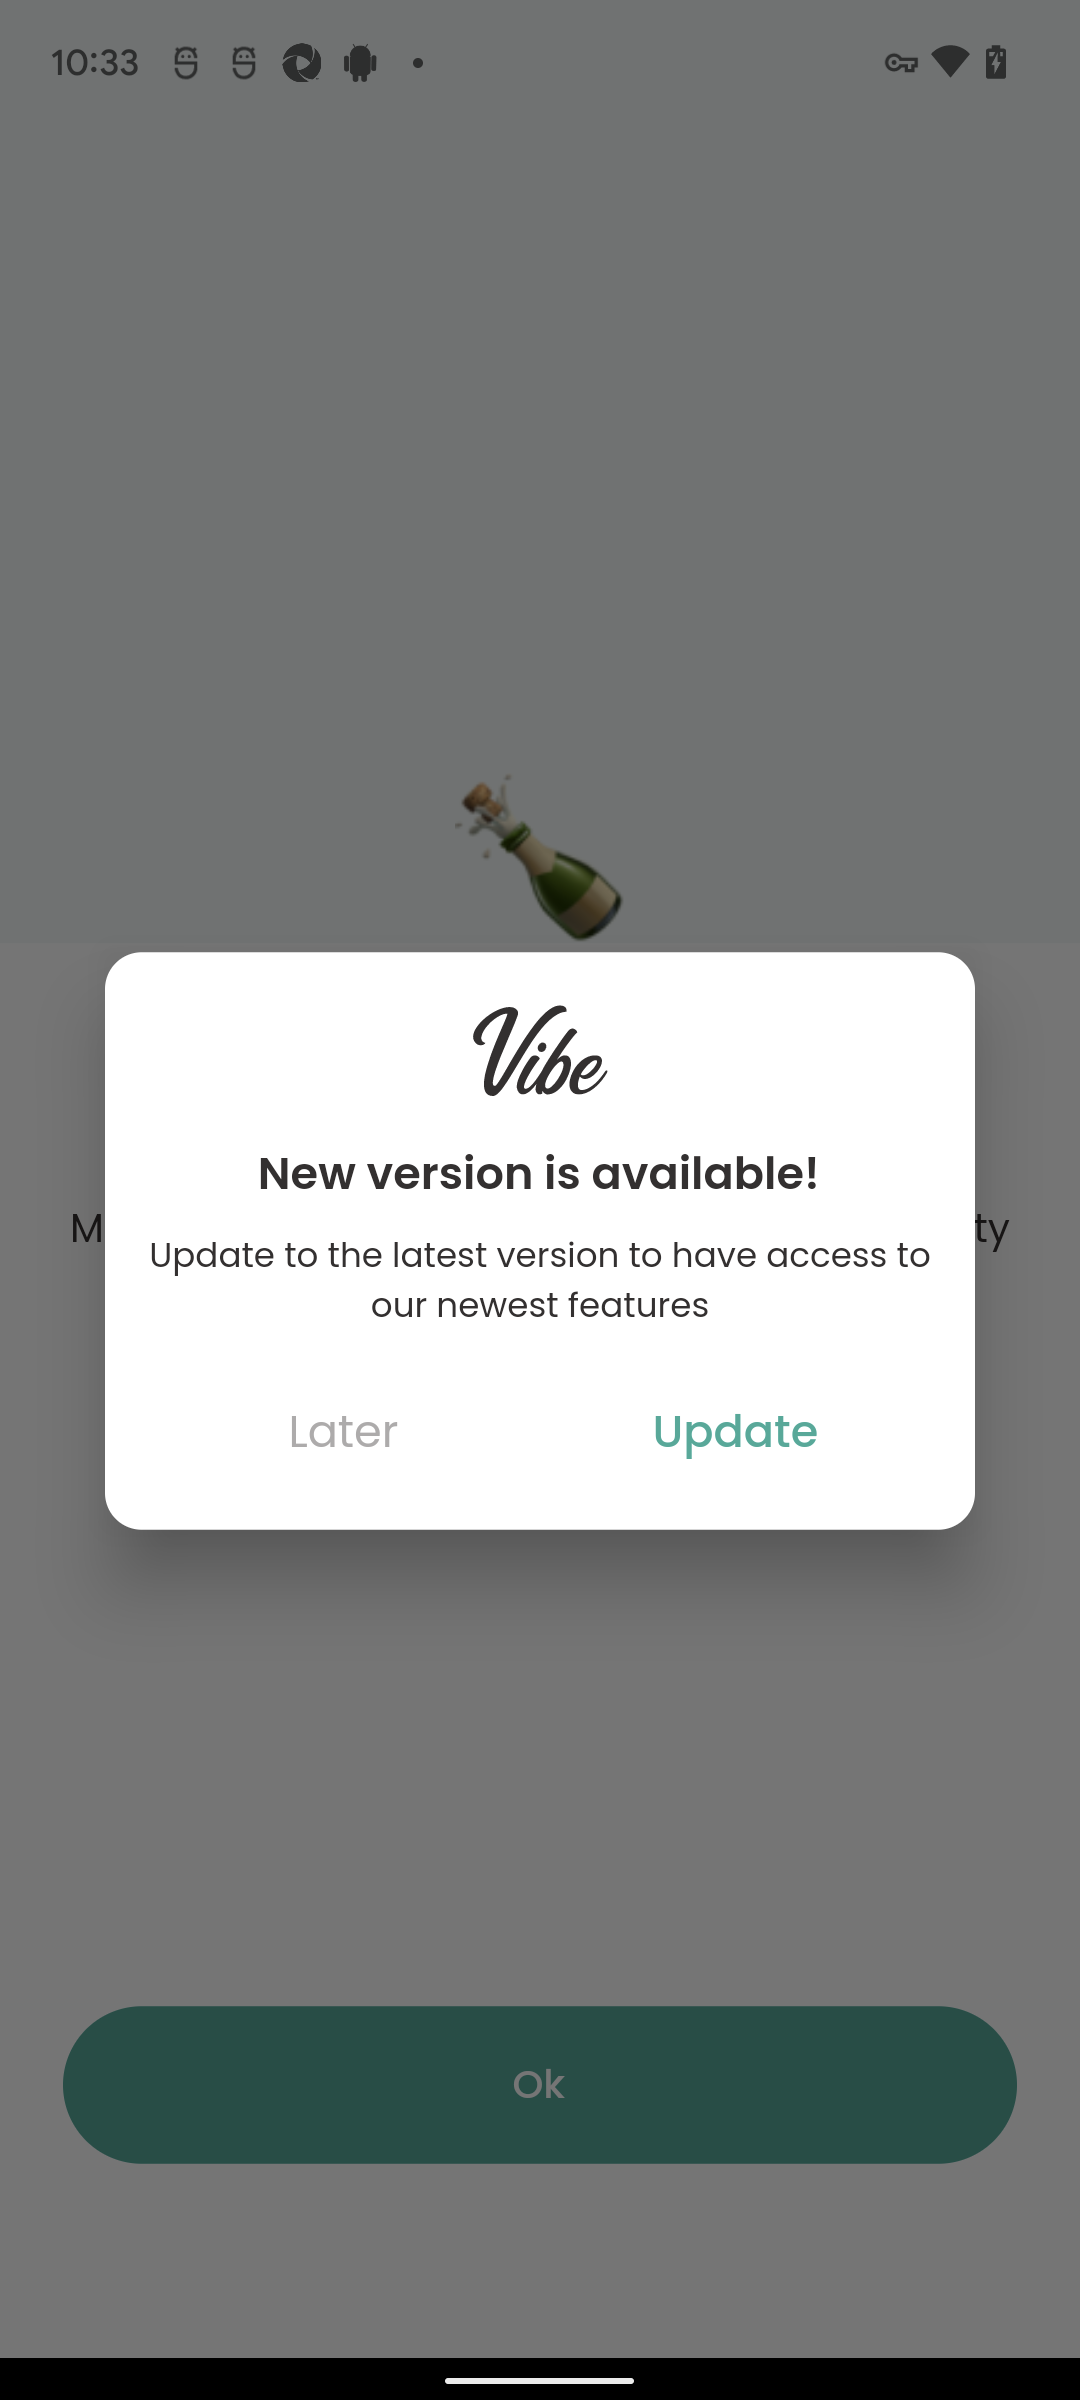 10:33
Vibe
New version is available!
Update to the latest version to have access to
our newest features
Later
Update
Ok